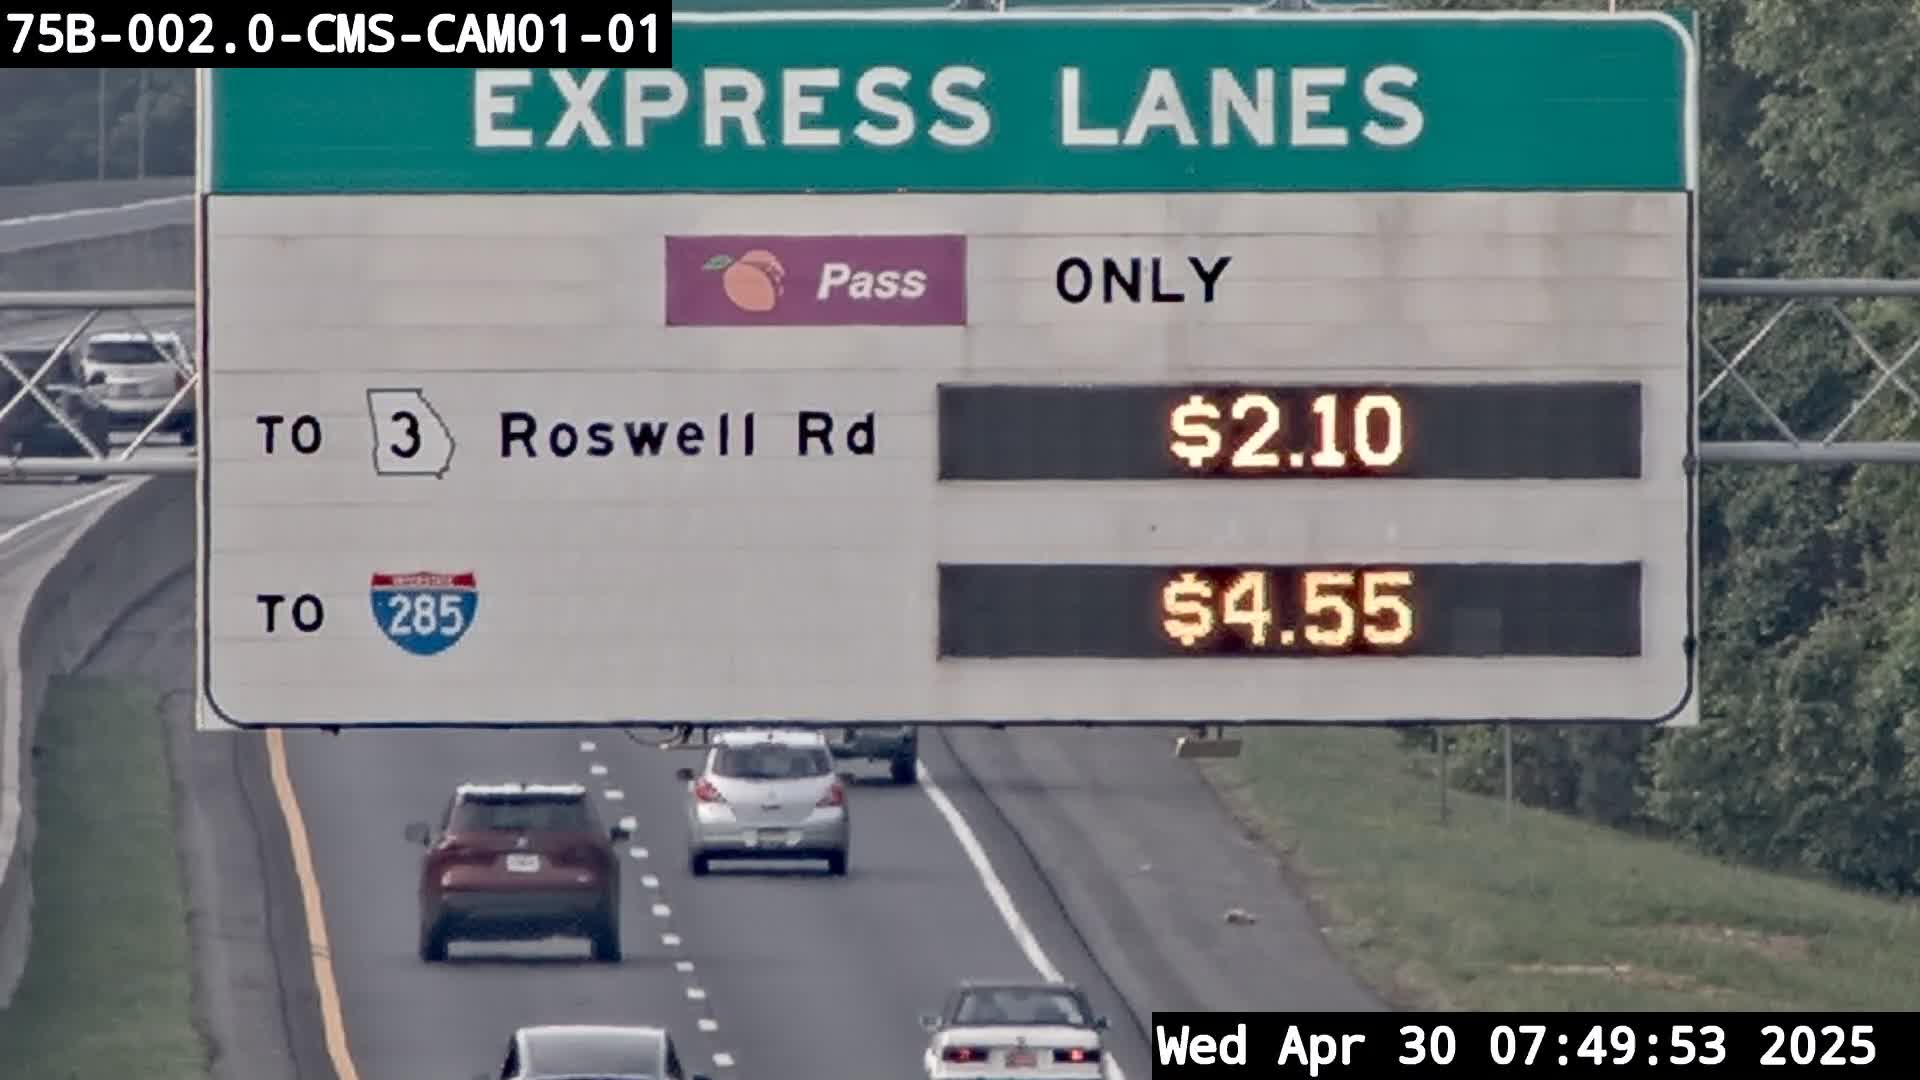 75B-002.0-CMS-CAM01-01
EXPRESS LANES
Pass ONLY
TO 3 Roswell Rd $2.10
INTERSTATE
TO 285 $4.55
Wed Apr 30 07:49:53 2025